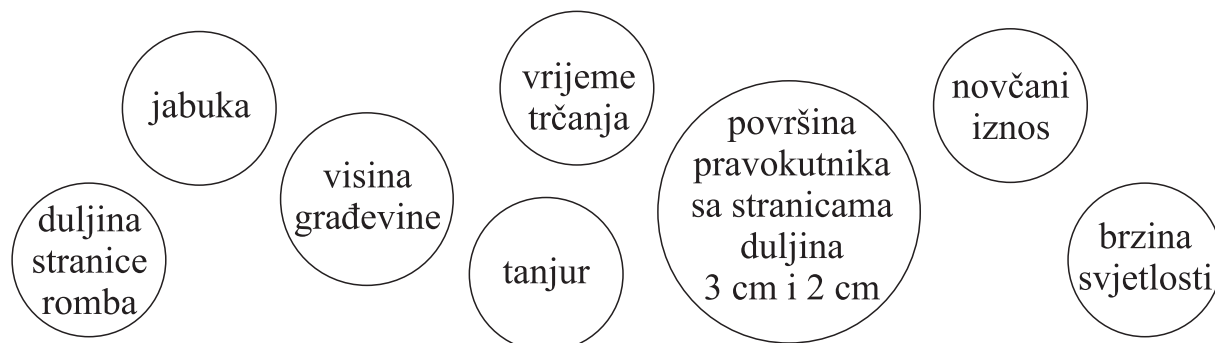 jabuka
duljina
stranice
romba
visina
građevine
vrijeme
trčanja
tanjur
površina
pravokutnika
sa stranicama
duljina
3 cm i 2 cm
novčani
iznos
brzina
svjetlosti